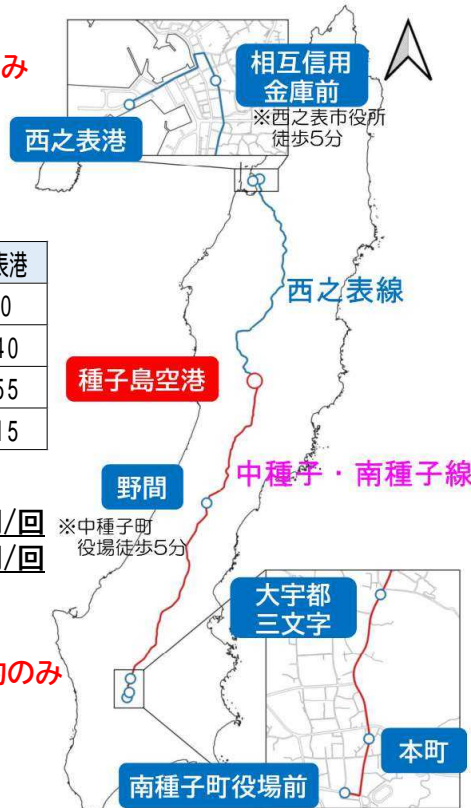 み
相互信用
金庫前
※西之表市役所
徒歩5分
西之表港
表港
0
40
55
15
西之表線
種子島空港
中種子・南種子線
野間
※中種子町
役場徒歩5分
/回
/回
大宇都
三文字
のみ
本町
南種子町役場前